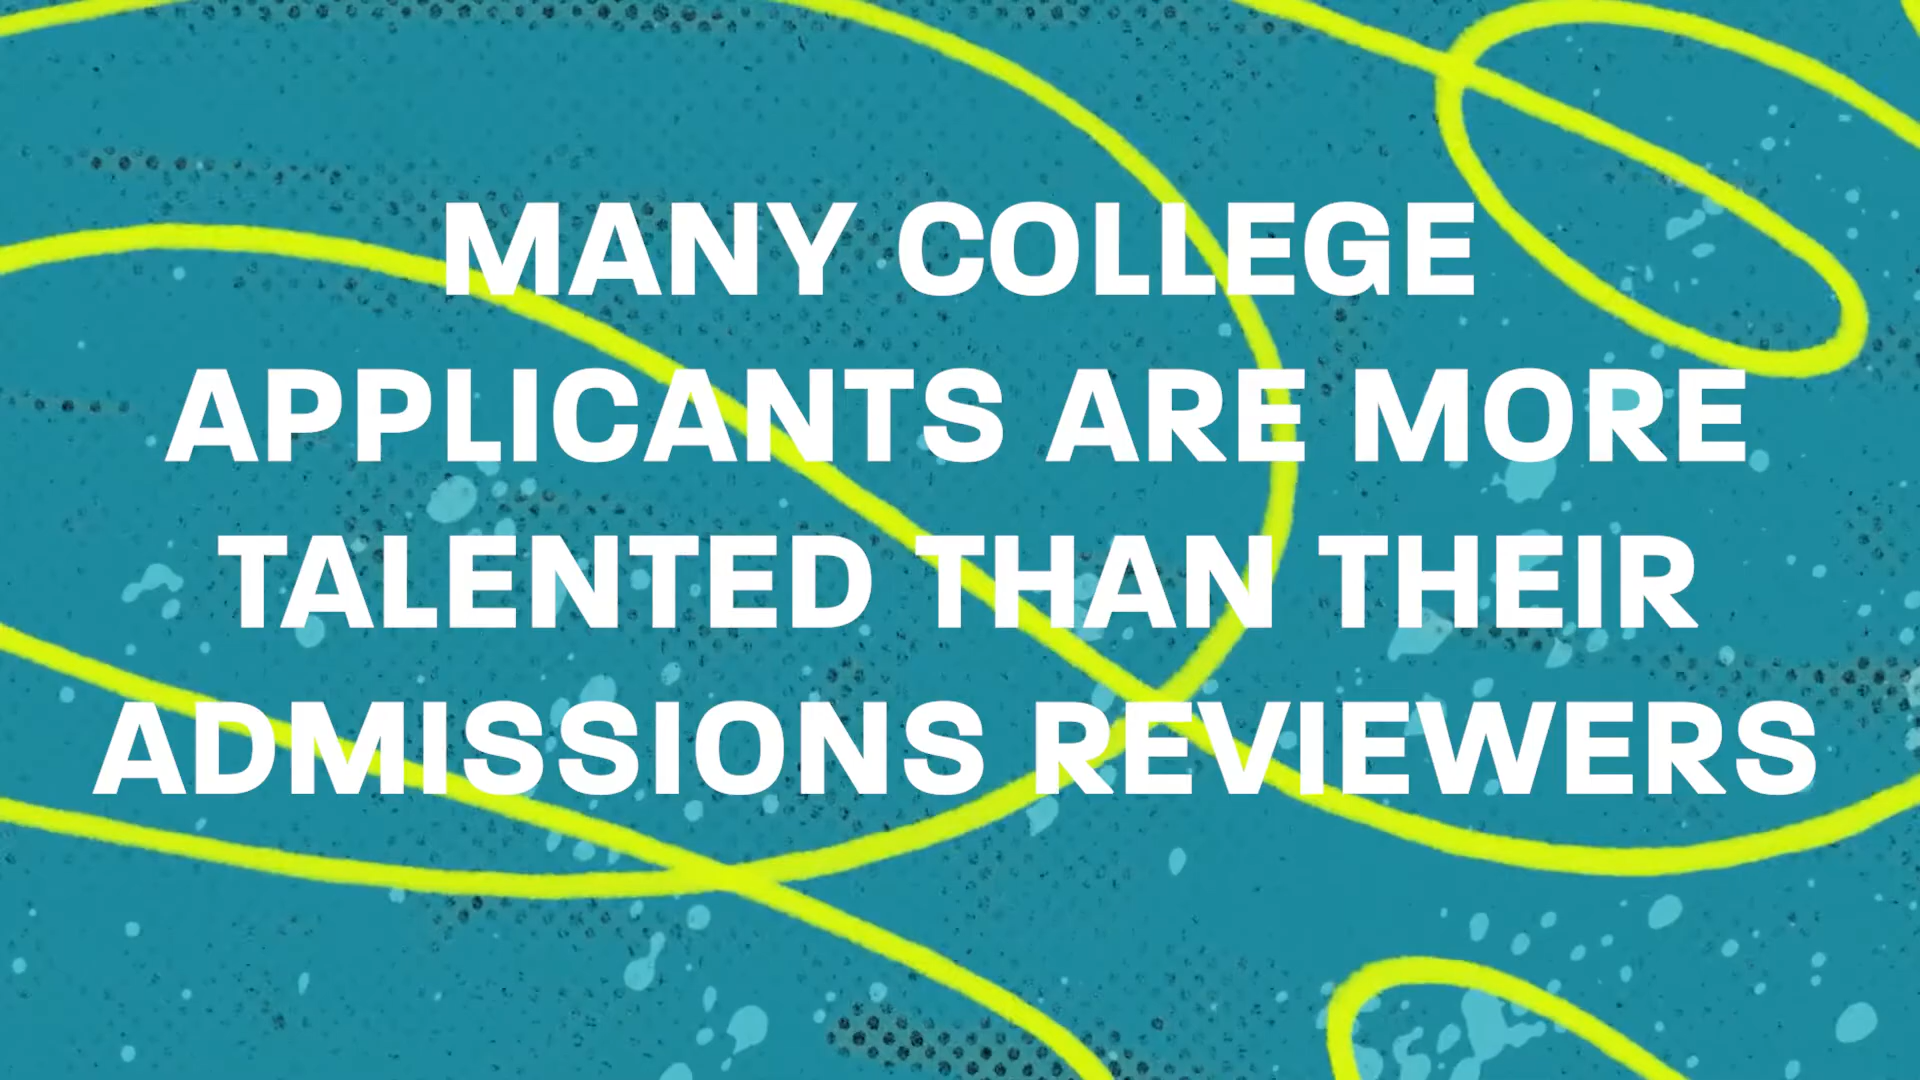 MANY COLLEGE
APPLICANTS ARE MORE
TALENTED THAN THEIR
ADMISSIONS REVIEWERS